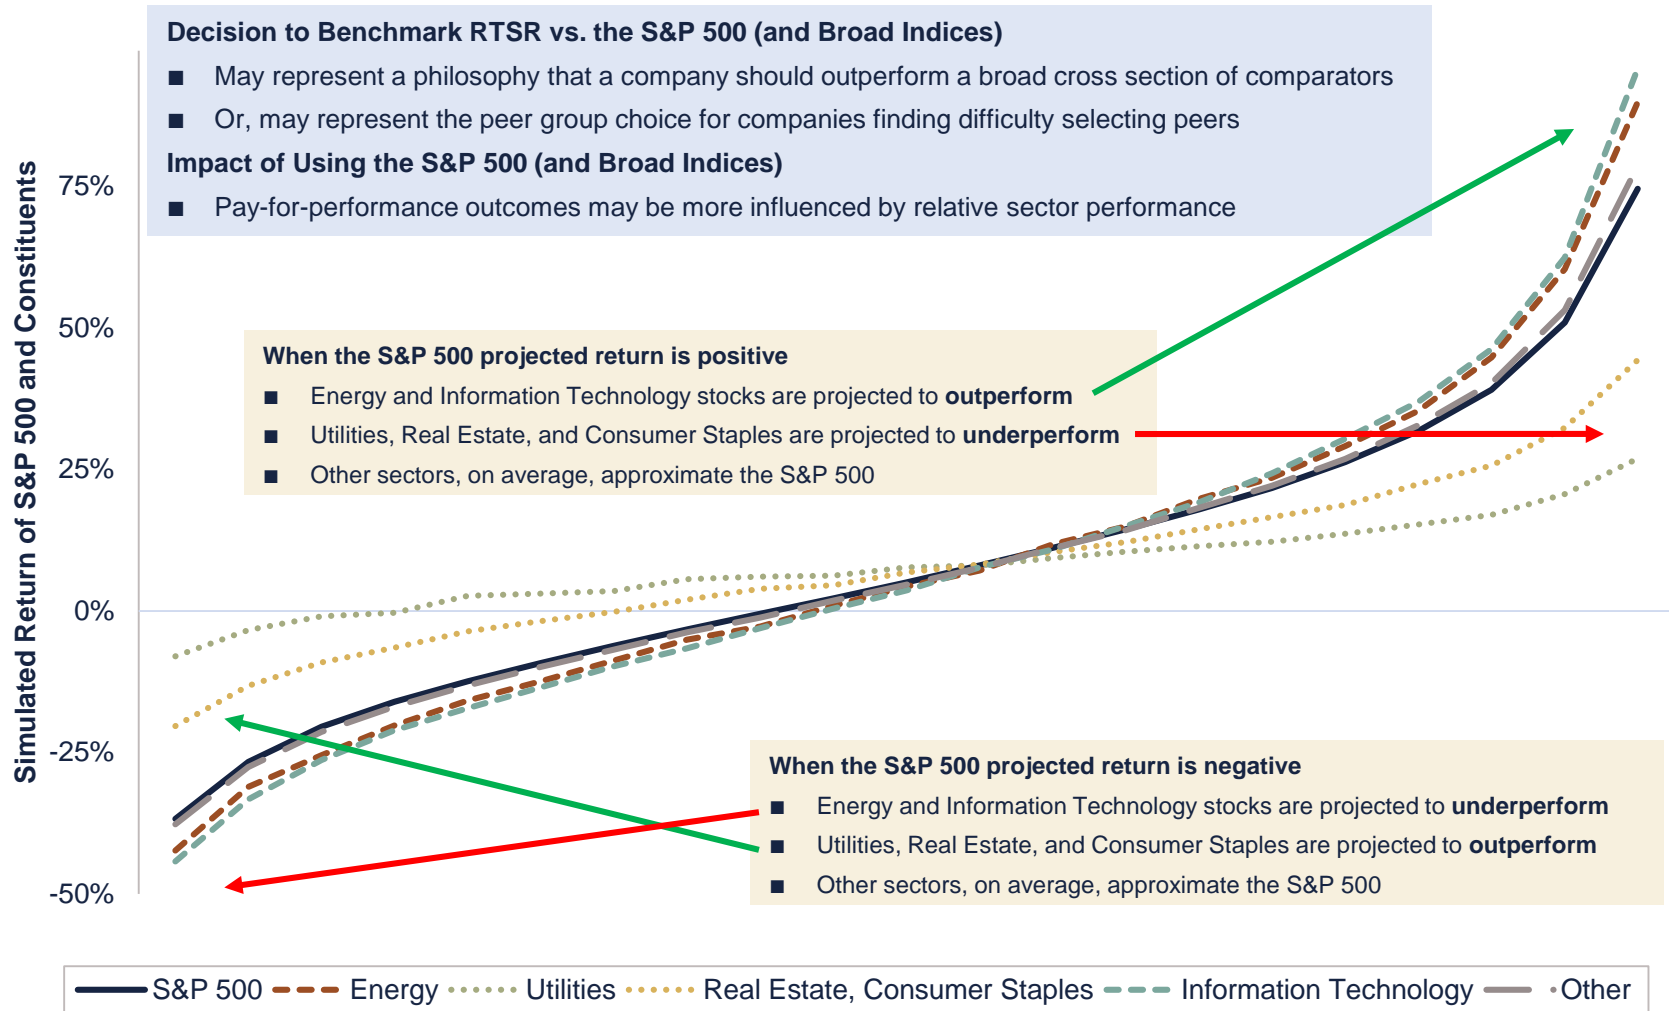 Decision to Benchmark RTSR vs. the S&P 500 (and Broad Indices)
■ May represent a philosophy that a company should outperform a broad cross section of comparators
■ Or, may represent the peer group choice for companies finding difficulty selecting peers
Impact of Using the S&P 500 (and Broad Indices)
■ Pay-for-performance outcomes may be more influenced by relative sector performance
Simulated Return of S&P 500 and Constituents
75%
50%
25%
0%
-25%
-50%
When the S&P 500 projected return is positive
■ Energy and Information Technology stocks are projected to outperform
■ Utilities, Real Estate, and Consumer Staples are projected to underperform
■ Other sectors, on average, approximate the S&P 500
When the S&P 500 projected return is negative
■ Energy and Information Technology stocks are projected to underperform
■ Utilities, Real Estate, and Consumer Staples are projected to outperform
■ Other sectors, on average, approximate the S&P 500
S&P 500 Energy Utilities Real Estate, Consumer Staples Information Technology Other